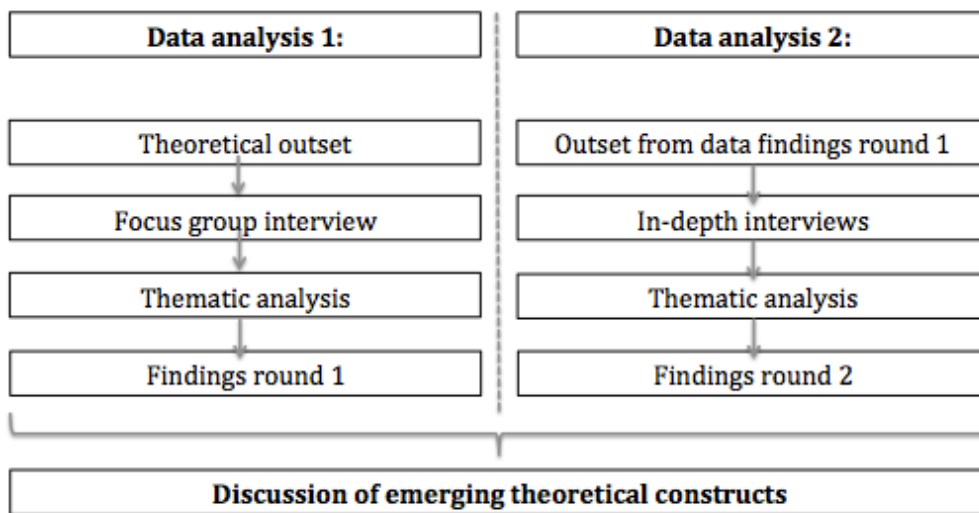 Data analysis 1:
Theoretical outset
Focus group interview
Thematic analysis
Findings round 1
Data analysis 2:
Outset from data findings round 1
In-depth interviews
Thematic analysis
Findings round 2
Discussion of emerging theoretical constructs